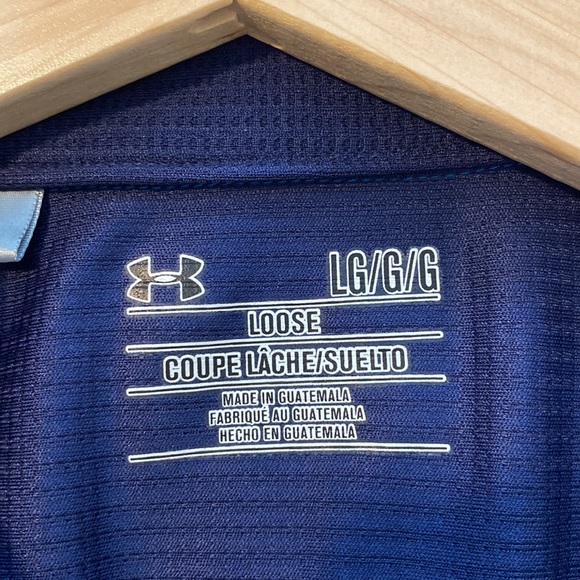 LG/G/G
LOOSE
COUPE LÂCHE/SUELTO
MADE IN GUATEMALA
FABRIQUÉ AU GUATEMALA
HECHO EN GUATEMALA